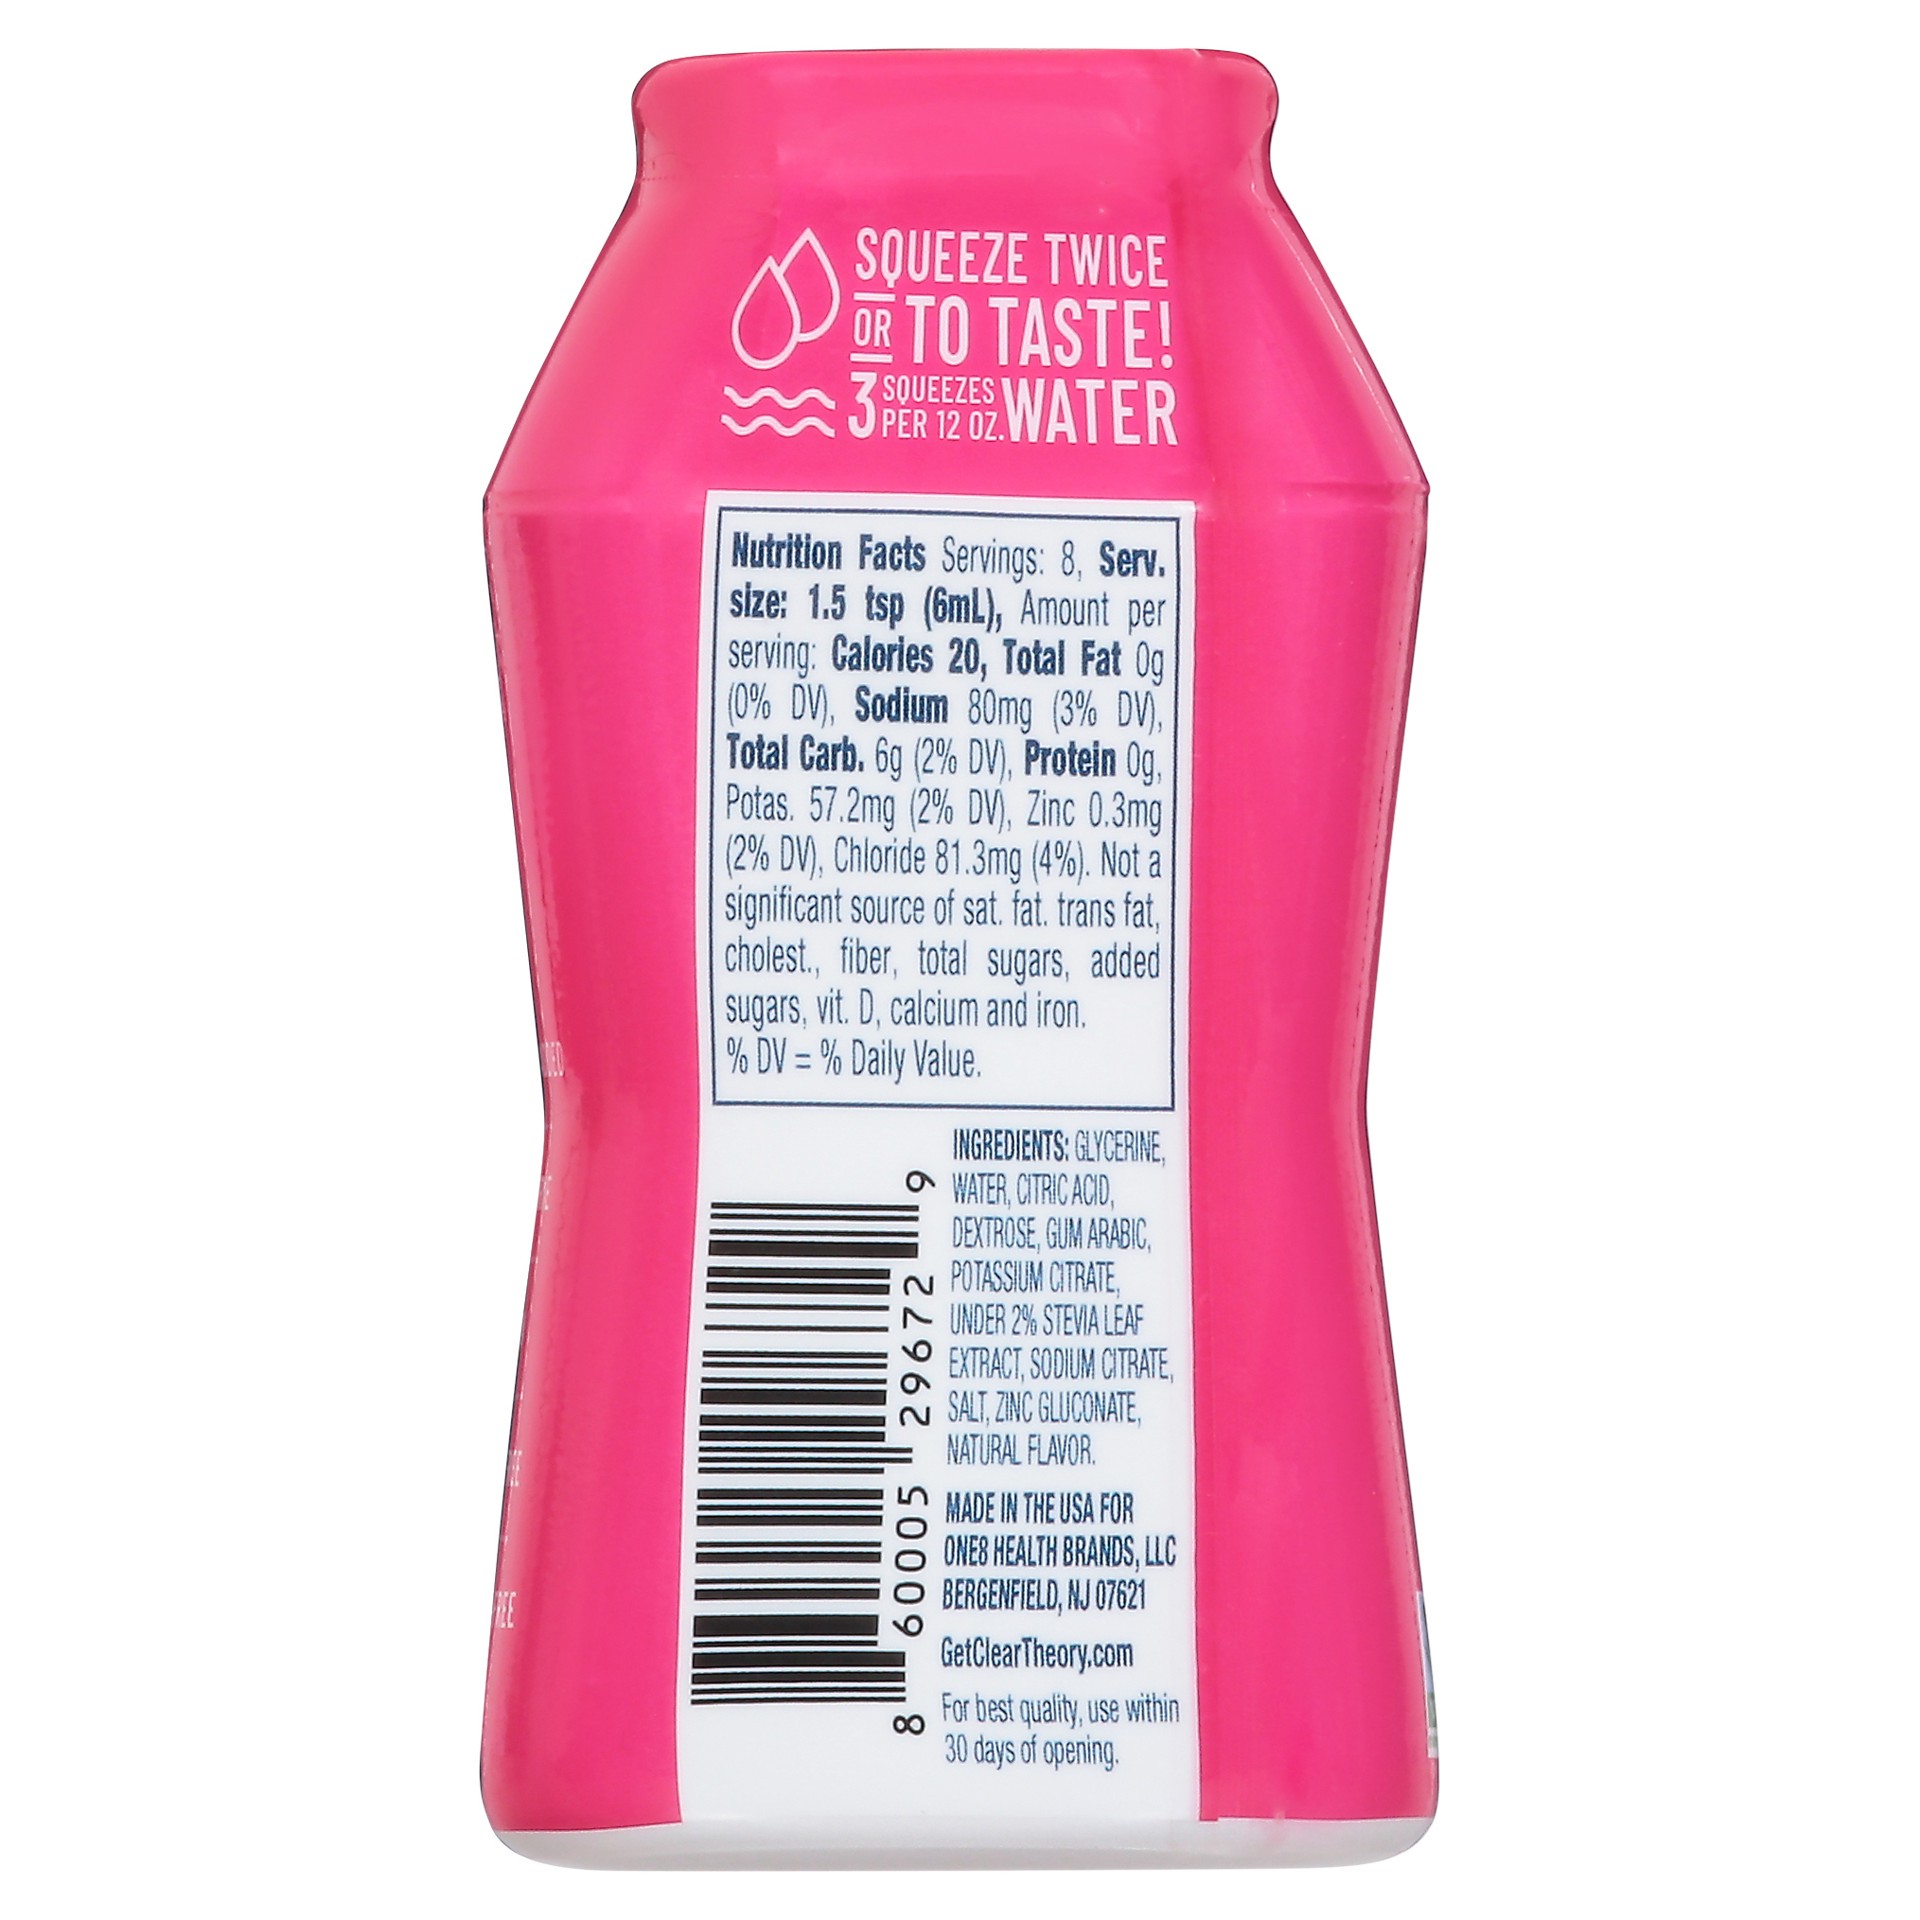 SQUEEZE TWICE
OR TO TASTE!
3 SQUEEZES PER 12 OZ. WATER
Nutrition Facts Servings: 8, Serv.
size: 1.5 tsp (6mL), Amount per
serving: Calories 20, Total Fat 0g
(0% DV), Sodium 80mg (3% DV),
Total Carb. 6g (2% DV), Protein 0g,
Potas. 57.2mg (2% DV), Zinc 0.3mg
(2% DV), Chloride 81.3mg (4%). Not a
significant source of sat. fat. trans fat,
cholest., fiber, total sugars, added
sugars, vit. D, calcium and iron.
% DV = % Daily Value.
INGREDIENTS: GLYCERINE,
WATER, CITRIC ACID,
DEXTROSE, GUM ARABIC,
POTASSIUM CITRATE,
UNDER 2% STEVIA LEAF
EXTRACT, SODIUM CITRATE,
SALT, ZINC GLUCONATE,
NATURAL FLAVOR.
MADE IN THE USA FOR
ONE8 HEALTH BRANDS, LLC
BERGENFIELD, NJ 07621
GetClearTheory.com
For best quality, use within
30 days of opening.
8 60005 29672 9